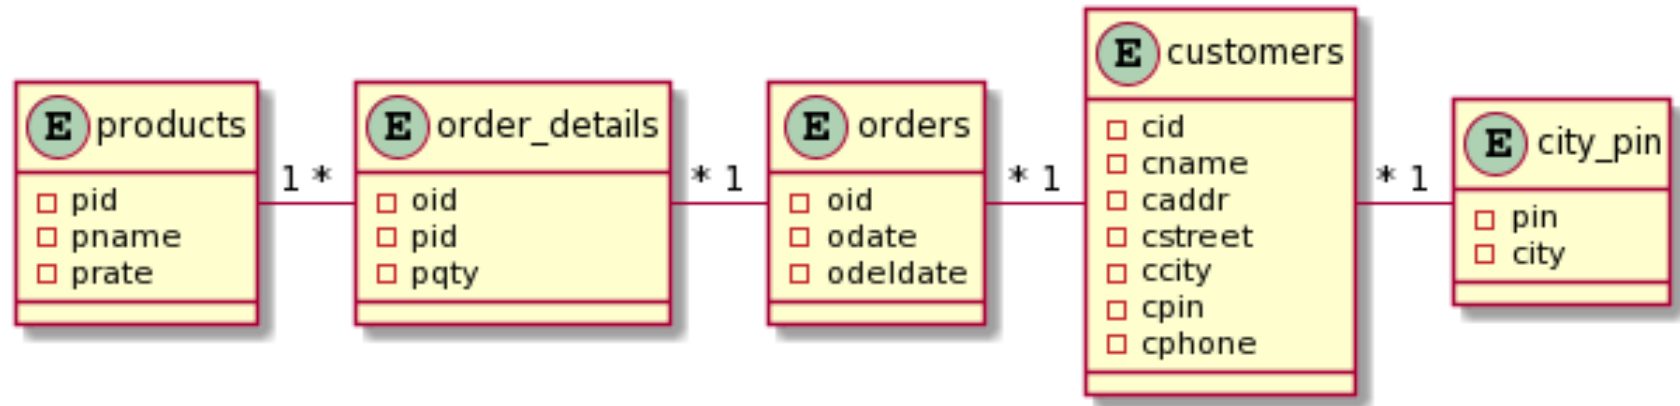 E products
pid
pname
prate
1 *
E order_details
oid
pid
pqty
* 1
E orders
oid
odate
odeldate
* 1
E customers
cid
cname
caddr
cstreet
ccity
cpin
cphone
* 1
E city_pin
pin
city